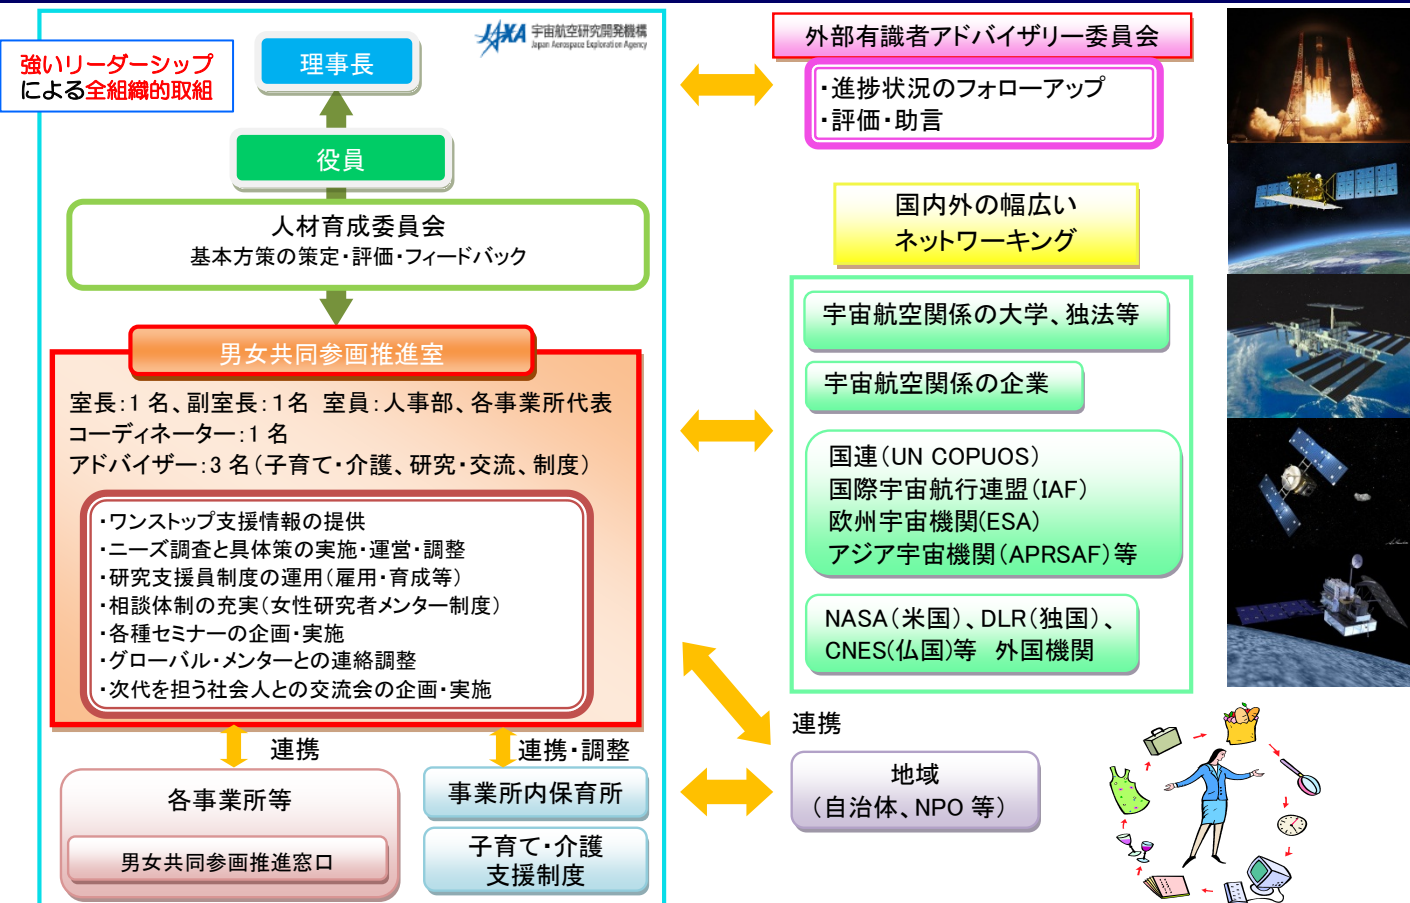 JAXA 宇宙航空研究開発機構
Japan Aerospace Exploration Agency
強いリーダーシップ
による全組織的取組
理事長
役員
人材育成委員会
基本方策の策定・評価・フィードバック
男女共同参画推進室
室長:1 名、副室長:1名 室員:人事部、各事業所代表
コーディネーター:1 名
アドバイザー:3 名(子育て・介護、研究・交流、制度)
・ワンストップ支援情報の提供
・ニーズ調査と具体策の実施・運営・調整
・研究支援員制度の運用(雇用・育成等)
・相談体制の充実(女性研究者メンター制度)
・各種セミナーの企画・実施
・グローバル・メンターとの連絡調整
・次代を担う社会人との交流会の企画・実施
連携
連携・調整
各事業所等
男女共同参画推進窓口
事業所内保育所
子育て・介護
支援制度
外部有識者アドバイザリー委員会
・進捗状況のフォローアップ
・評価・助言
国内外の幅広い
ネットワーキング
宇宙航空関係の大学、独法等
宇宙航空関係の企業
国連(UN COPUOS)
国際宇宙航行連盟(IAF)
欧州宇宙機関(ESA)
アジア宇宙機関(APRSAF)等
NASA(米国)、DLR(独国)、
CNES(仏国)等 外国機関
連携
地域
(自治体、NPO 等)